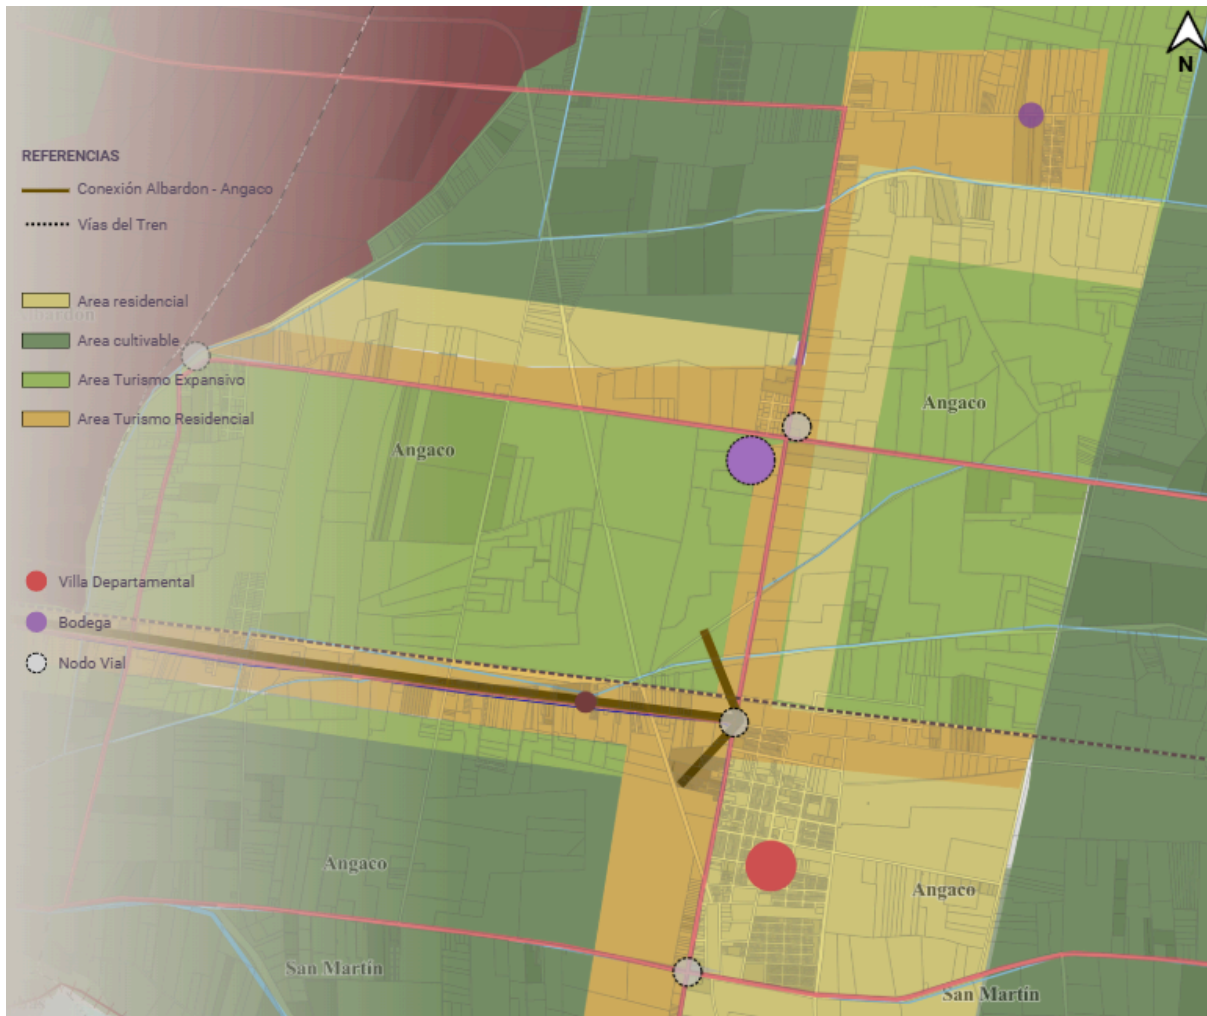 N
REFERENCIAS
Conexión Albardon - Angaco
Vías del Tren
Area residencial
Albardón
Area cultivable
Area Turismo Expansivo
Area Turismo Residencial
Angaco
Angaco
Villa Departamental
Bodega
Nodo Vial
Angaco
Angaco
San Martín
San Martín